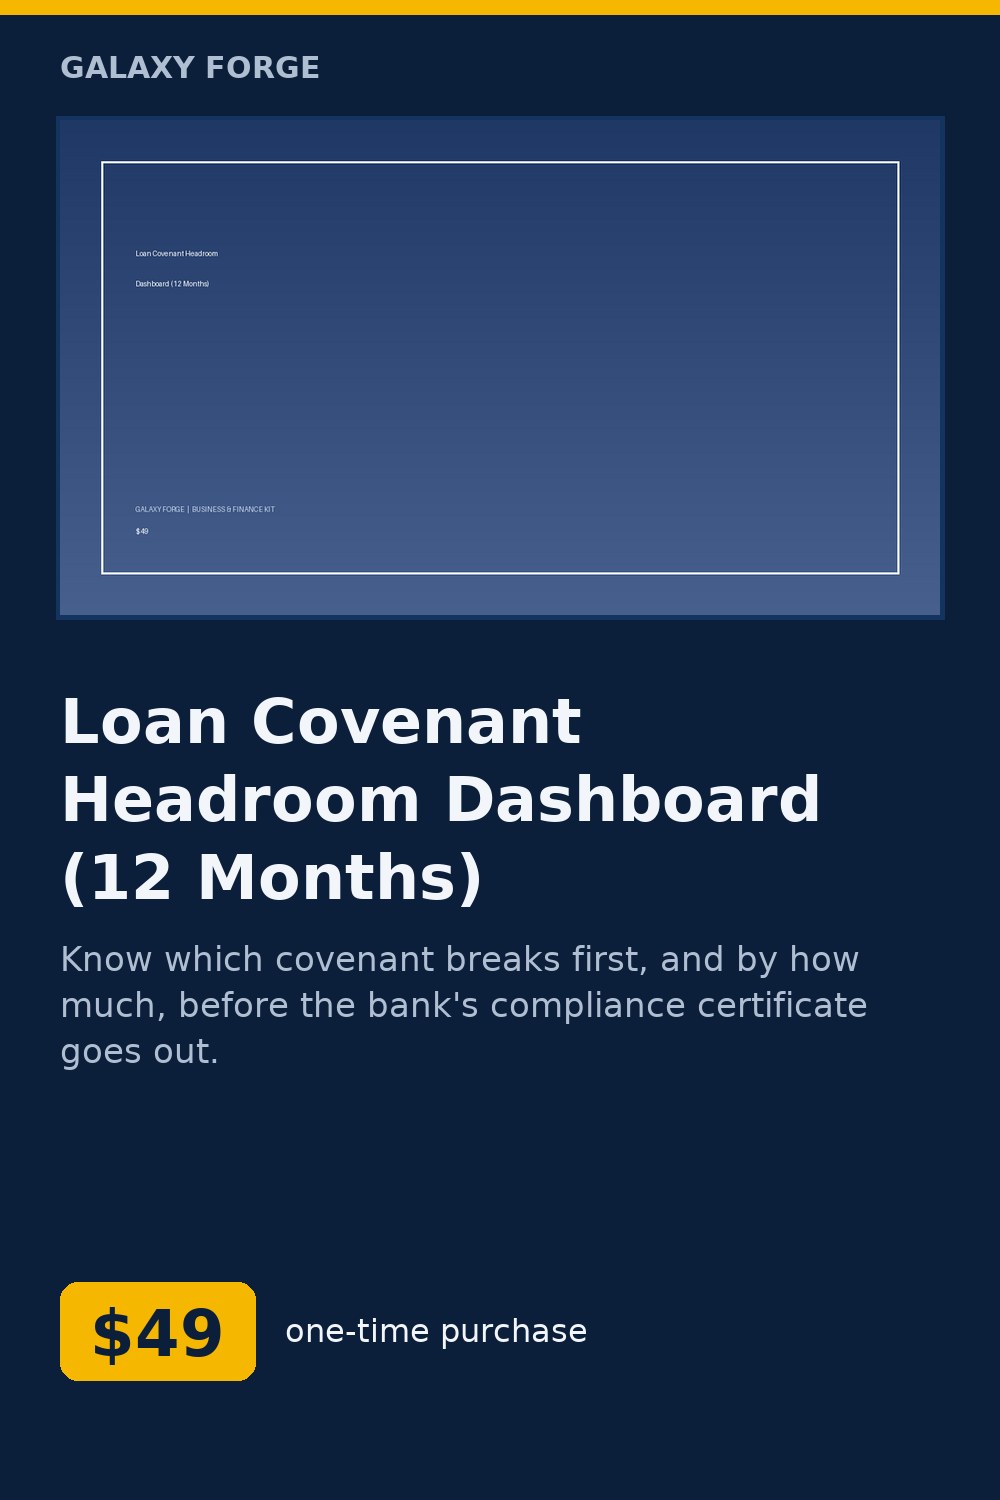 GALAXY FORGE
Loan Covenant Headroom
Dashboard (12 Months)
GALAXY FORGE | BUSINESS & FINANCE KIT
$49
Loan Covenant
Headroom Dashboard
(12 Months)
Know which covenant breaks first, and by how
much, before the bank's compliance certificate
goes out.
$49 one-time purchase